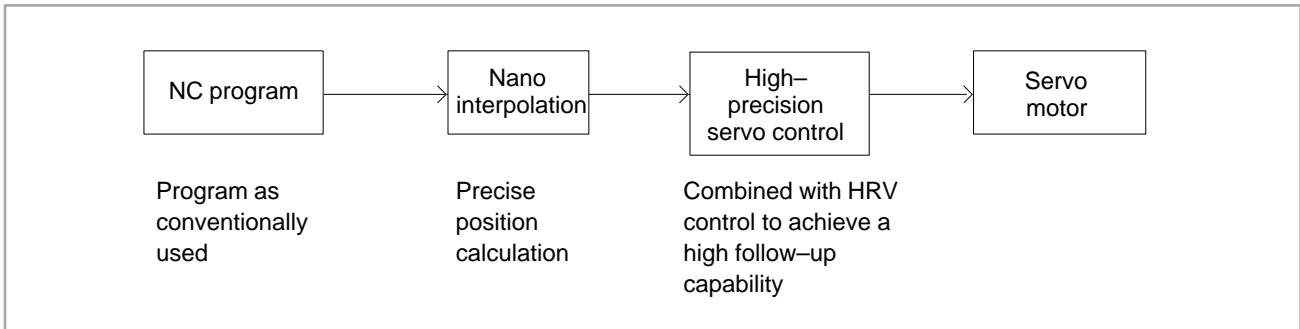 NC program
Nano
interpolation
High–
precision
servo control
Servo
motor
Program as
conventionally
used
Precise
position
calculation
Combined with HRV
control to achieve a
high follow–up
capability